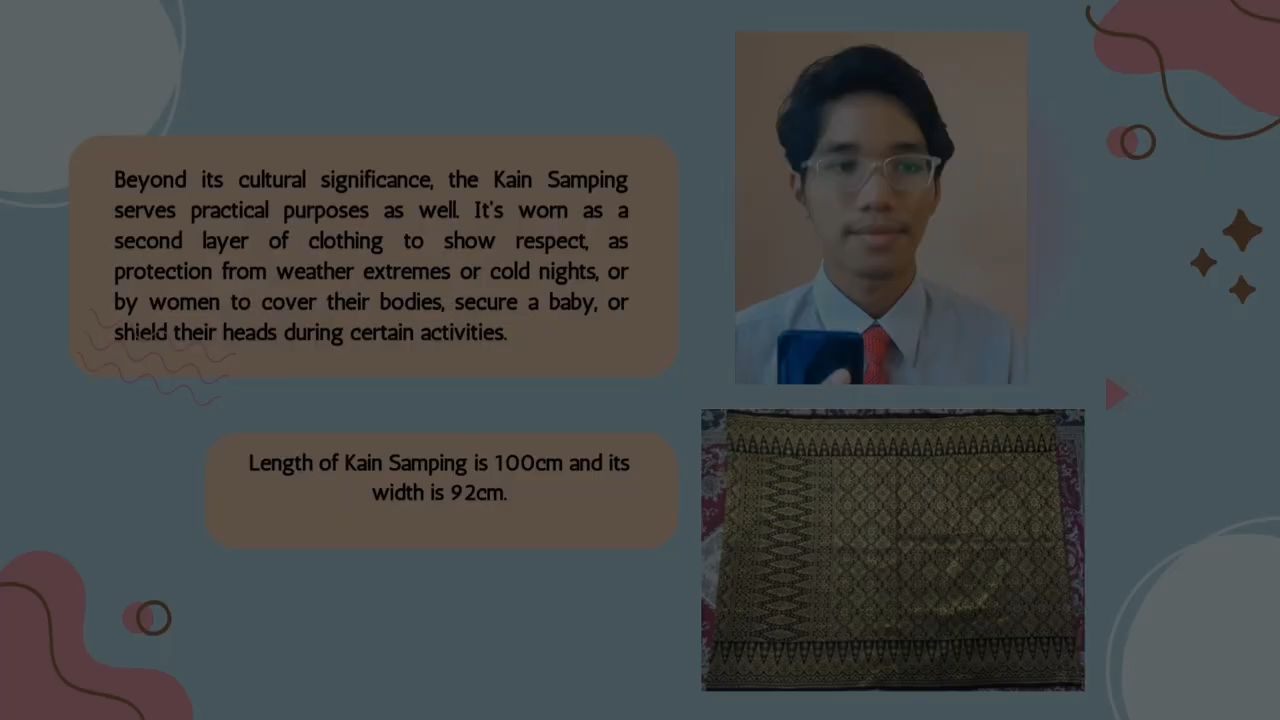 Beyond its cultural significance, the Kain Samping
serves practical purposes as well. It's worn as a
second layer of clothing to show respect, as
protection from weather extremes or cold nights, or
by women to cover their bodies, secure a baby, or
shield their heads during certain activities.
Length of Kain Samping is 100cm and its
width is 92cm.